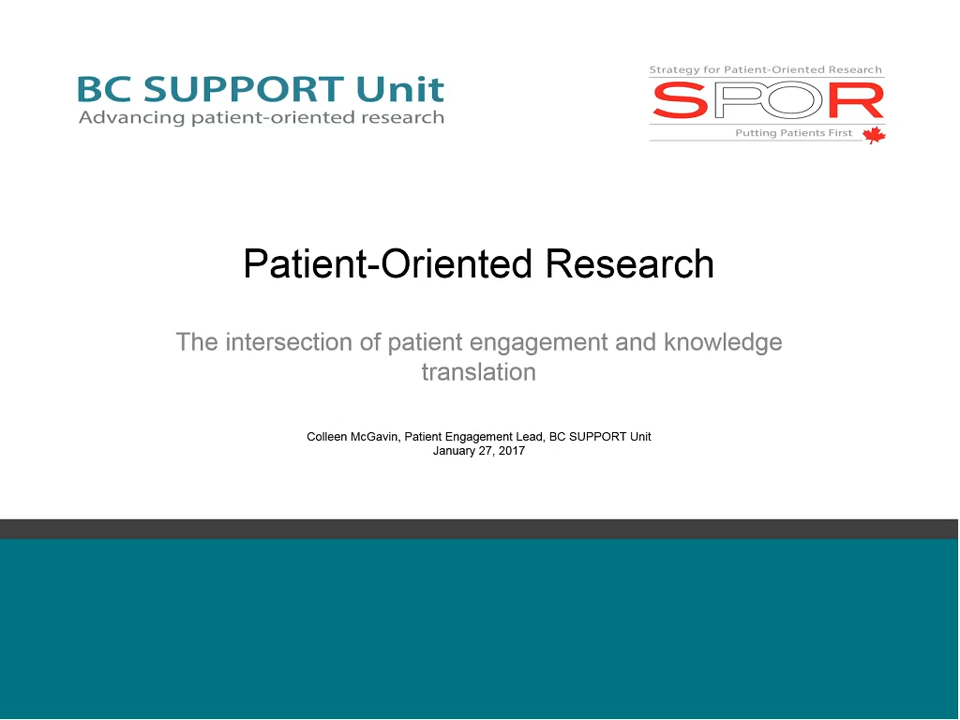 BC SUPPORT Unit
Advancing patient-oriented research
Strategy for Patient-Oriented Research
SPOR
Putting Patients First
Patient-Oriented Research
The intersection of patient engagement and knowledge
translation
Colleen McGavin, Patient Engagement Lead, BC SUPPORT Unit
January 27, 2017